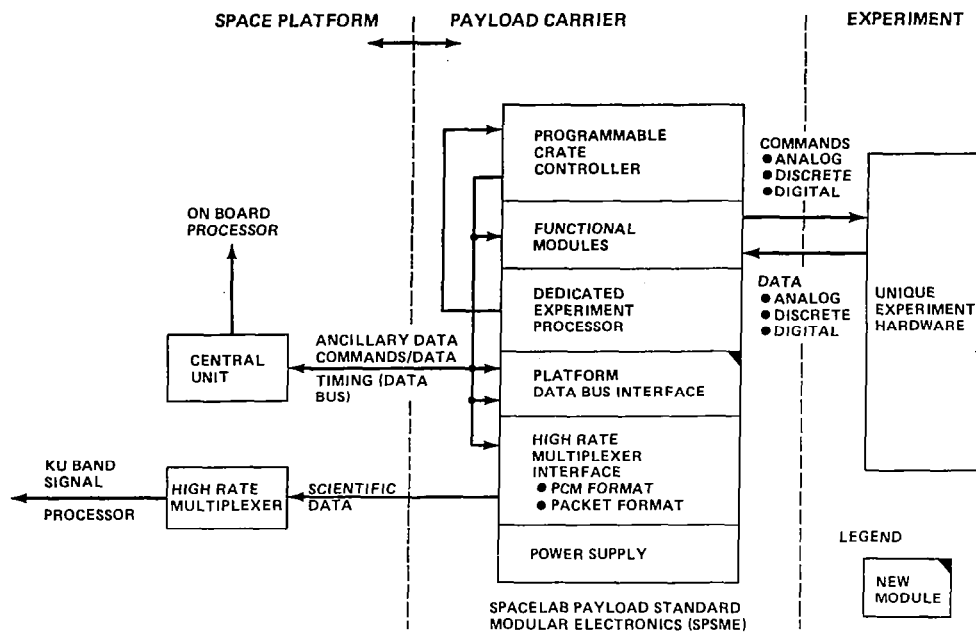 SPACE PLATFORM
PAYLOAD CARRIER
EXPERIMENT
PROGRAMMABLE
CRATE
CONTROLLER
FUNCTIONAL
MODULES
DEDICATED
EXPERIMENT
PROCESSOR
PLATFORM
DATA BUS INTERFACE
HIGH RATE
MULTIPLEXER
INTERFACE
● PCM FORMAT
● PACKET FORMAT
POWER SUPPLY
SPACELAB PAYLOAD STANDARD
MODULAR ELECTRONICS (SPSME)
ON BOARD
PROCESSOR
CENTRAL
UNIT
ANCILLARY DATA
COMMANDS/DATA
TIMING (DATA
BUS)
KU BAND
SIGNAL
PROCESSOR
HIGH RATE
MULTIPLEXER
SCIENTIFIC
DATA
COMMANDS
● ANALOG
● DISCRETE
● DIGITAL
DATA
● ANALOG
● DISCRETE
● DIGITAL
UNIQUE
EXPERIMENT
HARDWARE
LEGEND
NEW
MODULE